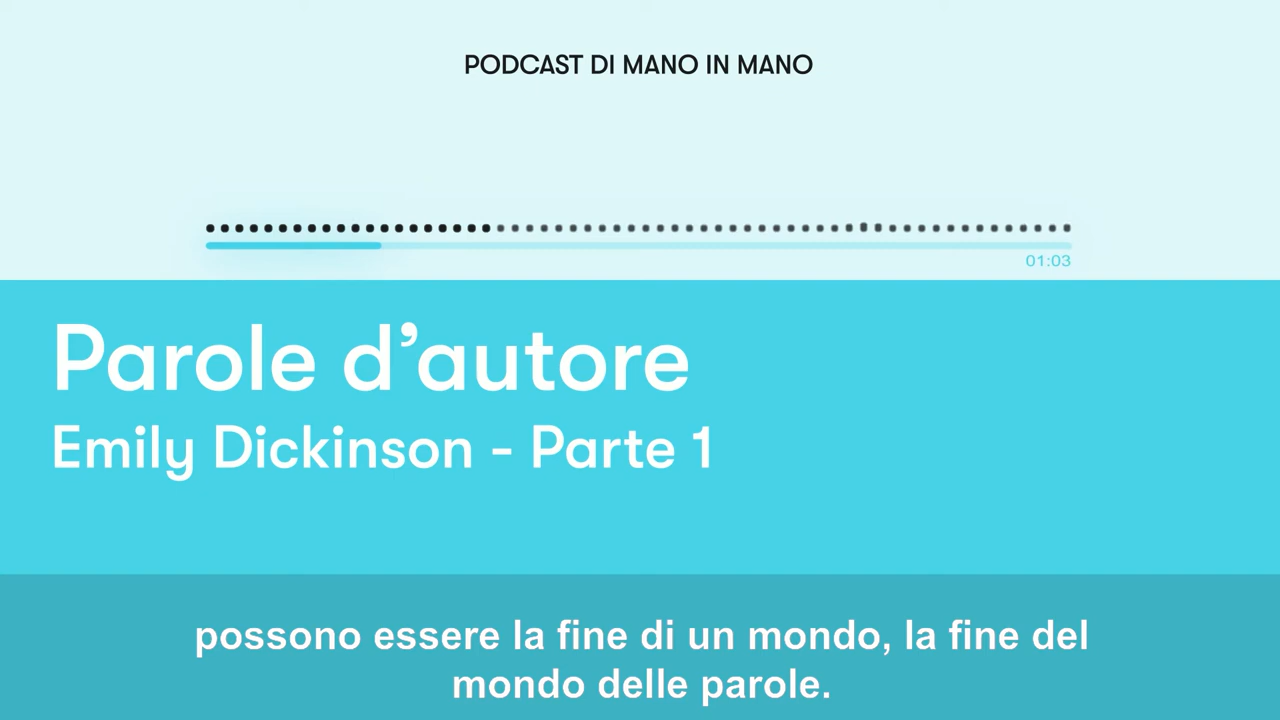 PODCAST DI MANO IN MANO
01:03
Parole d’autore
Emily Dickinson - Parte 1
possono essere la fine di un mondo, la fine del
mondo delle parole.